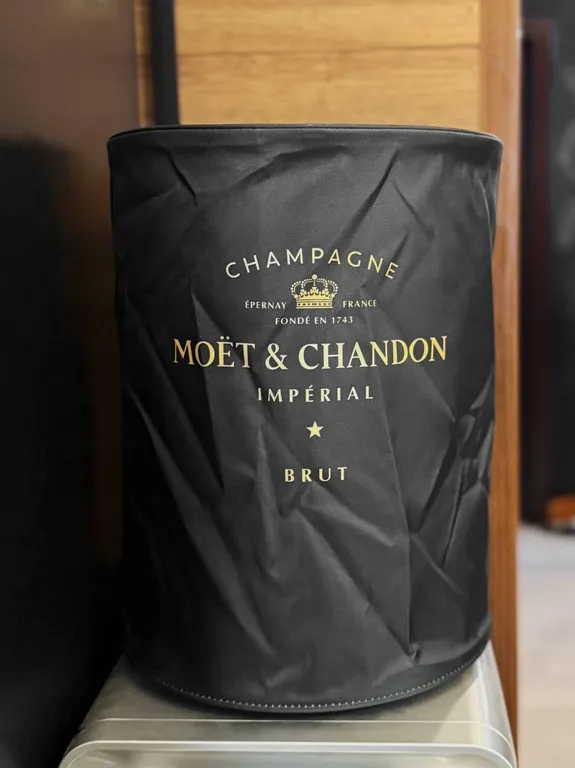 CHAMPAGNE
ÉPERNAY FRANCE
FONDÉ EN 1743
MOËT & CHANDON
IMPÉRIAL
BRUT